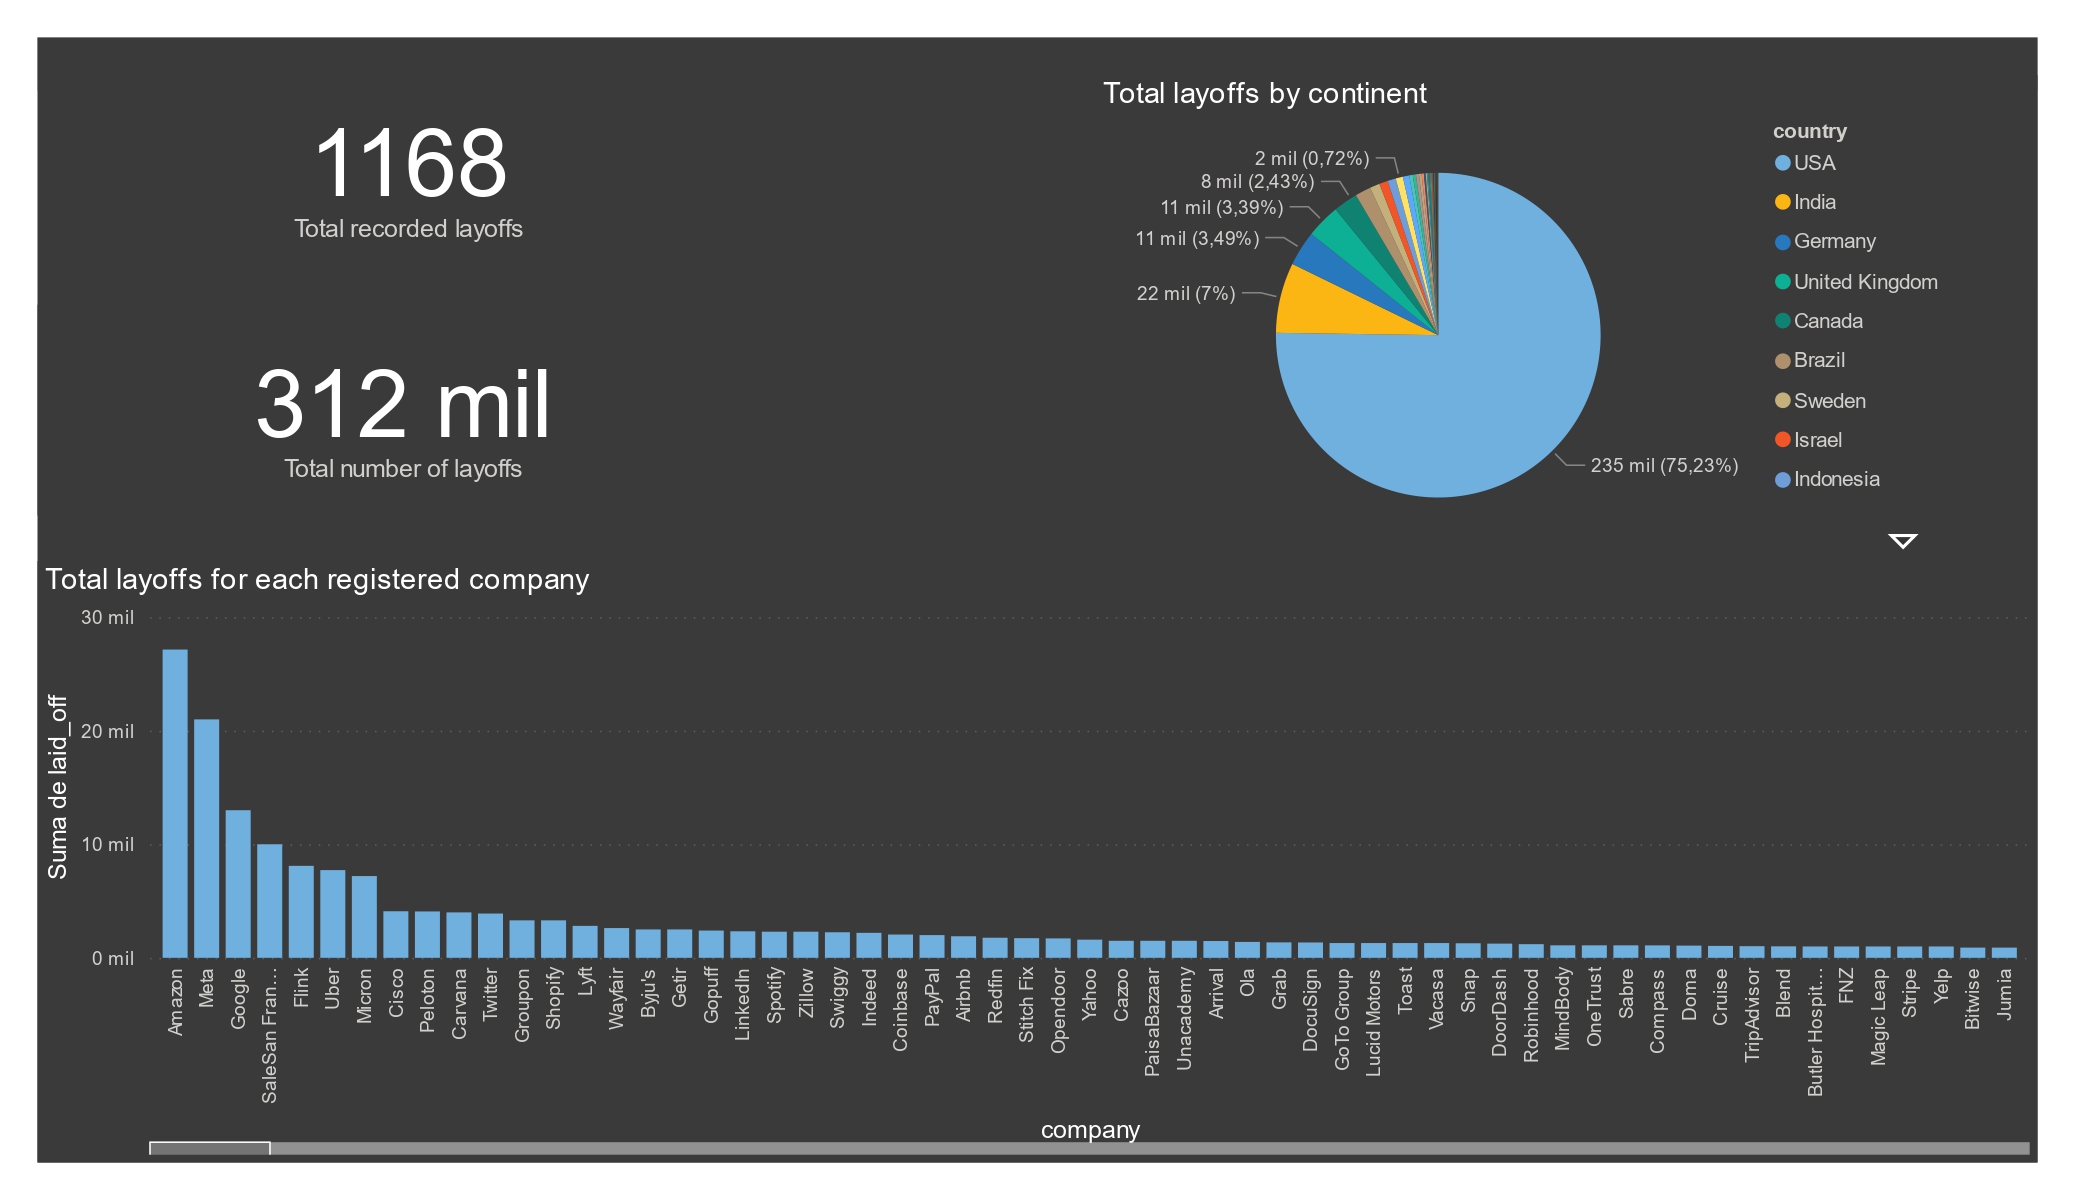 1168
Total recorded layoffs
312 mil
Total number of layoffs
Total layoffs by continent
2 mil (0,72%)
8 mil (2,43%)
11 mil (3,39%)
11 mil (3,49%)
22 mil (7%)
235 mil (75,23%)
country
USA
India
Germany
United Kingdom
Canada
Brazil
Sweden
Israel
Indonesia
Total layoffs for each registered company
Suma de laid_off
30 mil
20 mil
10 mil
0 mil
Amazon
Meta
Google
SaleSan Fran...
Flink
Uber
Micron
Cisco
Peloton
Carvana
Twitter
Groupon
Shopify
Lyft
Wayfair
Byju's
Getir
Gopuff
LinkedIn
Spotify
Zillow
Swiggy
Indeed
Coinbase
PayPal
Airbnb
Redfin
Stitch Fix
Opendoor
Yahoo
Cazoo
PaisaBazaar
Unacademy
Arrival
Ola
Grab
DocuSign
GoTo Group
Lucid Motors
Toast
Vacasa
Snap
DoorDash
Robinhood
MindBody
OneTrust
Sabre
Compass
Doma
Cruise
TripAdvisor
Blend
Butler Hospit...
FNZ
Magic Leap
Stripe
Yelp
Bitwise
Jumia
company